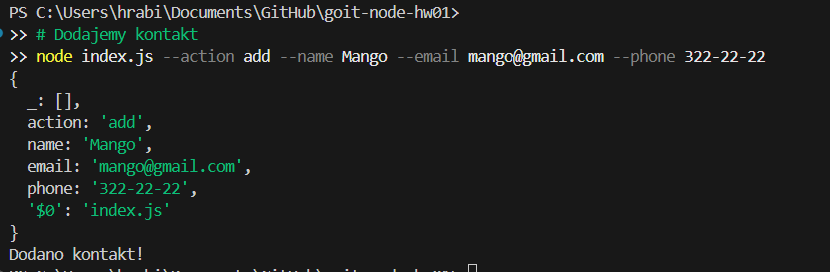 PS C:\Users\hrabi\Documents\GitHub\goit-node-hw01>
>> # Dodajemy kontakt
>> node index.js --action add --name Mango --email mango@gmail.com --phone 322-22-22
{
  _: [],
  action: 'add',
  name: 'Mango',
  email: 'mango@gmail.com',
  phone: '322-22-22',
  '$0': 'index.js'
}
Dodano kontakt!